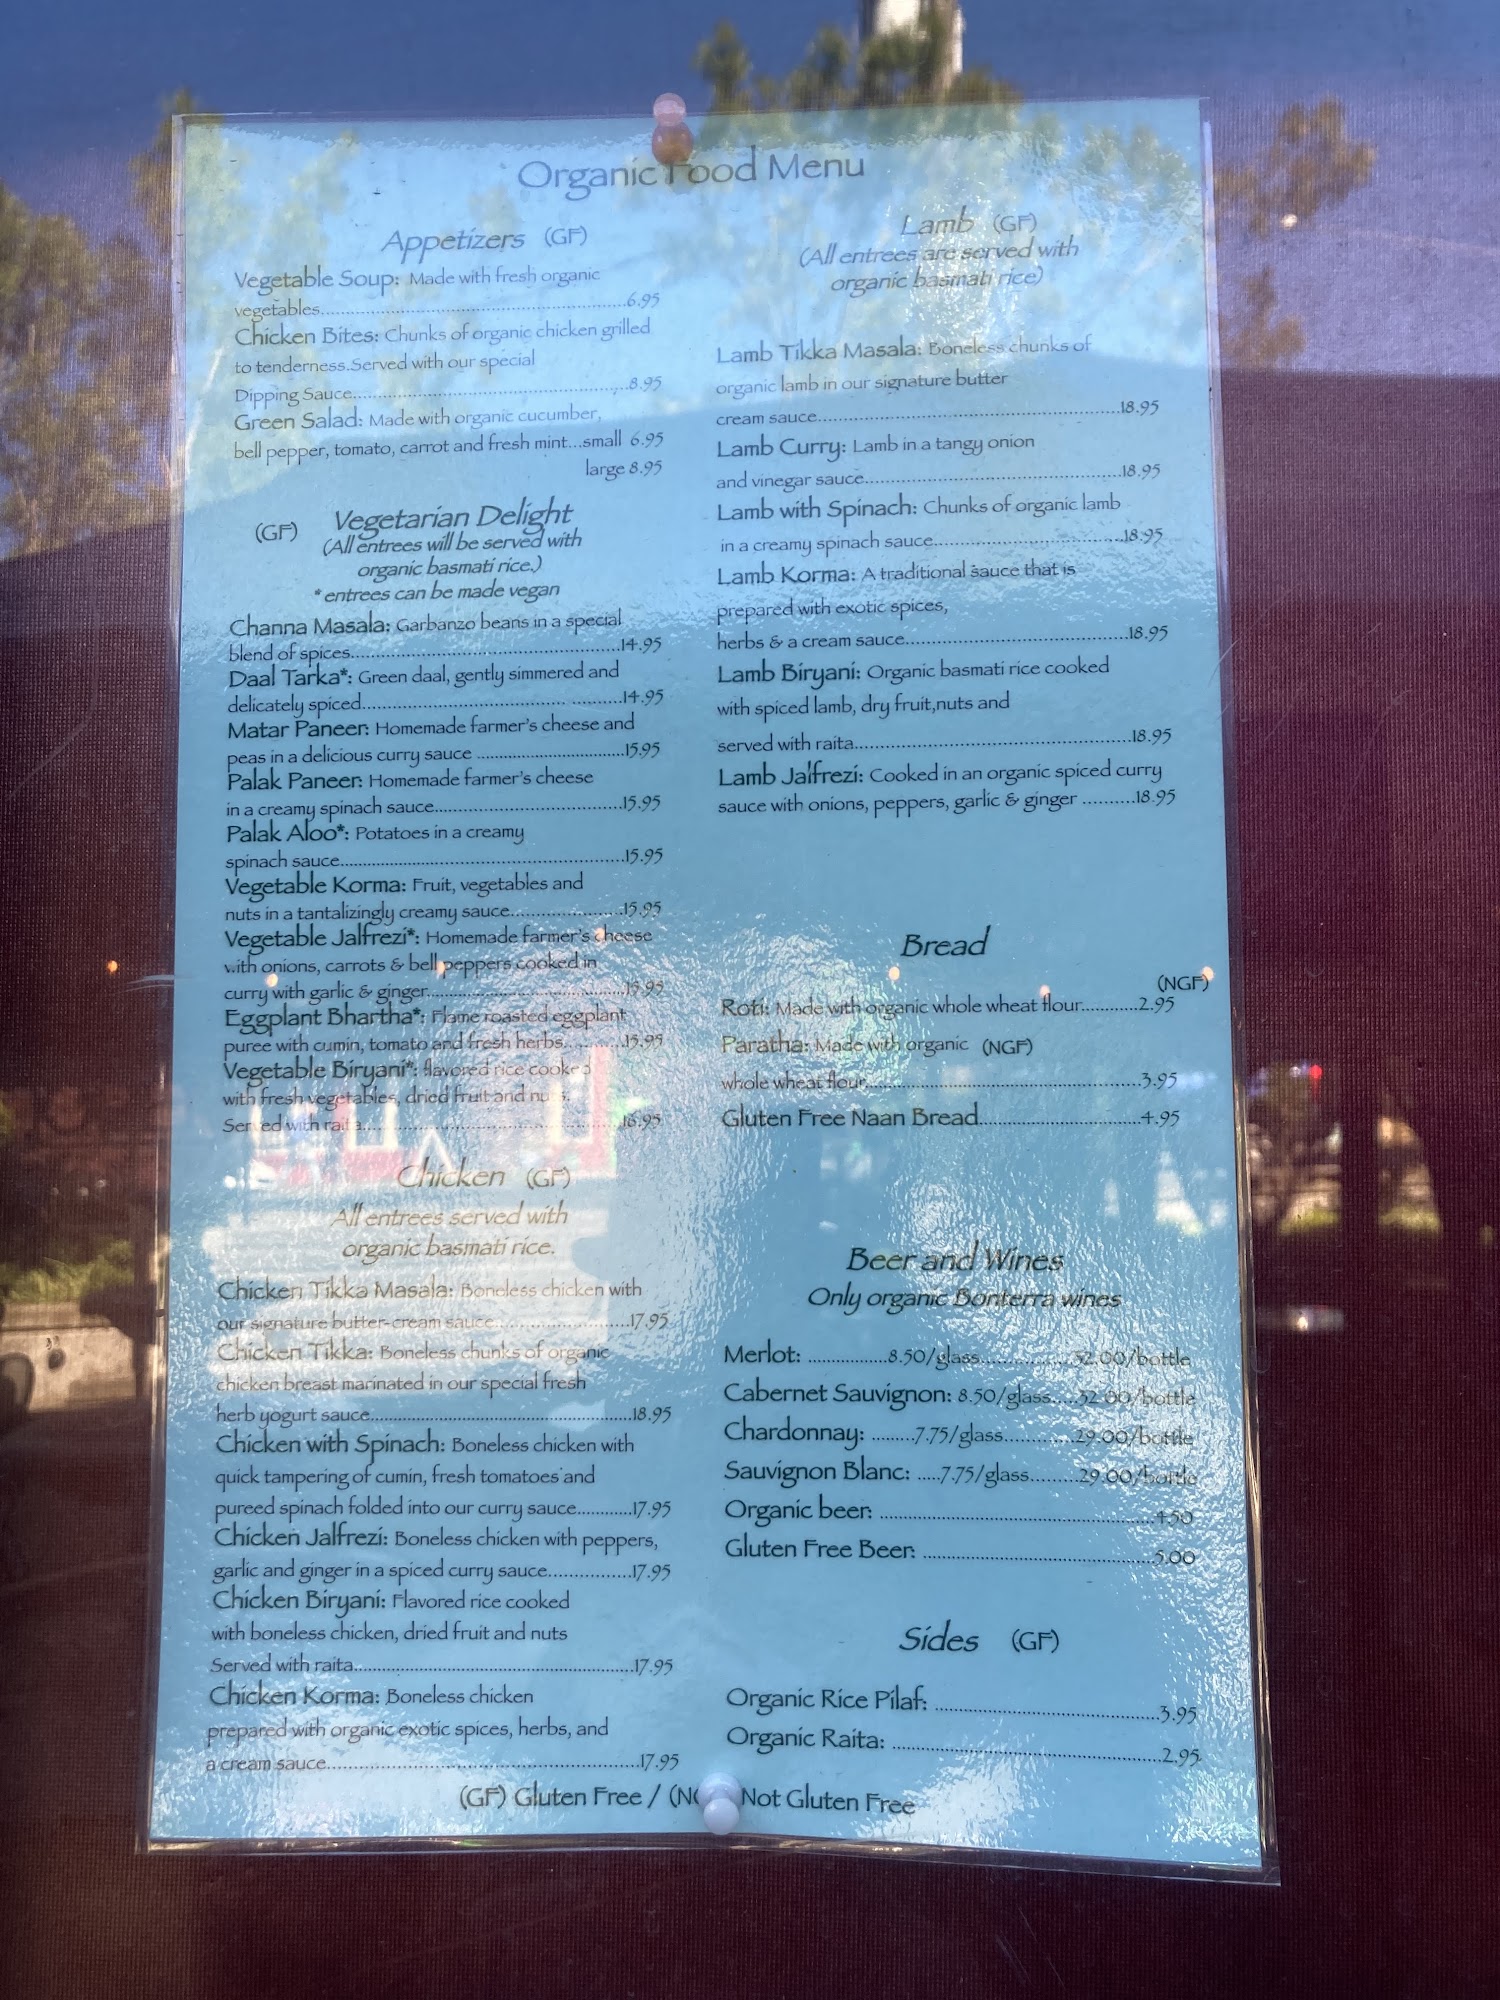 Organic Food Menu
Appetizers (GF)
Vegetable Soup: Made with fresh organic
vegetables..........6.95
Chicken Bites: Chunks of organic chicken grilled
to tenderness.Served with our special
Dipping Sauce..........8.95
Green Salad: Made with organic cucumber,
bell pepper, tomato, carrot and fresh mint...small 6.95
large 8.95
(GF) Vegetarian Delight
(All entrees will be served with
organic basmati rice.)
* entrees can be made vegan
Channa Masala: Garbanzo beans in a special
blend of spices..........14.95
Daal Tarka*: Green daal, gently simmered and
delicately spiced..........14.95
Matar Paneer: Homemade farmer's cheese and
peas in a delicious curry sauce ..........15.95
Palak Paneer: Homemade farmer's cheese
in a creamy spinach sauce..........15.95
Palak Aloo*: Potatoes in a creamy
spinach sauce..........15.95
Vegetable Korma: Fruit, vegetables and
nuts in a tantalizingly creamy sauce..........15.95
Vegetable Jalfrezi*: Homemade farmer's cheese
with onions, carrots & bell peppers cooked in
curry with garlic & ginger..........15.95
Eggplant Bhartha*: Flame roasted eggplant
puree with cumin, tomato and fresh herbs..........15.95
Vegetable Biryani*: flavored rice cooked
with fresh vegetables, dried fruit and nuts.
Served with raita..........16.95
Chicken (GF)
All entrees served with
organic basmati rice.
Chicken Tikka Masala: Boneless chicken with
our signature butter-cream sauce..........17.95
Chicken Tikka: Boneless chunks of organic
chicken breast marinated in our special fresh
herb yogurt sauce..........18.95
Chicken with Spinach: Boneless chicken with
quick tampering of cumin, fresh tomatoes and
pureed spinach folded into our curry sauce..........17.95
Chicken Jalfrezi: Boneless chicken with peppers,
garlic and ginger in a spiced curry sauce..........17.95
Chicken Biryani: Flavored rice cooked
with boneless chicken, dried fruit and nuts
Served with raita..........17.95
Chicken Korma: Boneless chicken
prepared with organic exotic spices, herbs, and
a cream sauce..........17.95
Lamb (GF)
(All entrees are served with
organic basmati rice)
Lamb Tikka Masala: Boneless chunks of
organic lamb in our signature butter
cream sauce..........18.95
Lamb Curry: Lamb in a tangy onion
and vinegar sauce..........18.95
Lamb with Spinach: Chunks of organic lamb
in a creamy spinach sauce..........18.95
Lamb Korma: A traditional sauce that is
prepared with exotic spices,
herbs & a cream sauce..........18.95
Lamb Biryani: Organic basmati rice cooked
with spiced lamb, dry fruit,nuts and
served with raita..........18.95
Lamb Jalfrezi: Cooked in an organic spiced curry
sauce with onions, peppers, garlic & ginger ..........18.95
Bread
(NGF)
Roti: Made with organic whole wheat flour..........2.95
Paratha: Made with organic (NGF)
whole wheat flour..........3.95
Gluten Free Naan Bread..........4.95
Beer and Wines
Only organic Bonterra wines
Merlot: ..........8.50/glass..........32.00/bottle
Cabernet Sauvignon: 8.50/glass.....32.00/bottle
Chardonnay: .........7.75/glass..........29.00/bottle
Sauvignon Blanc: .....7.75/glass.........29.00/bottle
Organic beer: ..........4.50
Gluten Free Beer: ..........5.00
Sides (GF)
Organic Rice Pilaf: ..........3.95
Organic Raita: ..........2.95
(GF) Gluten Free / Not Gluten Free